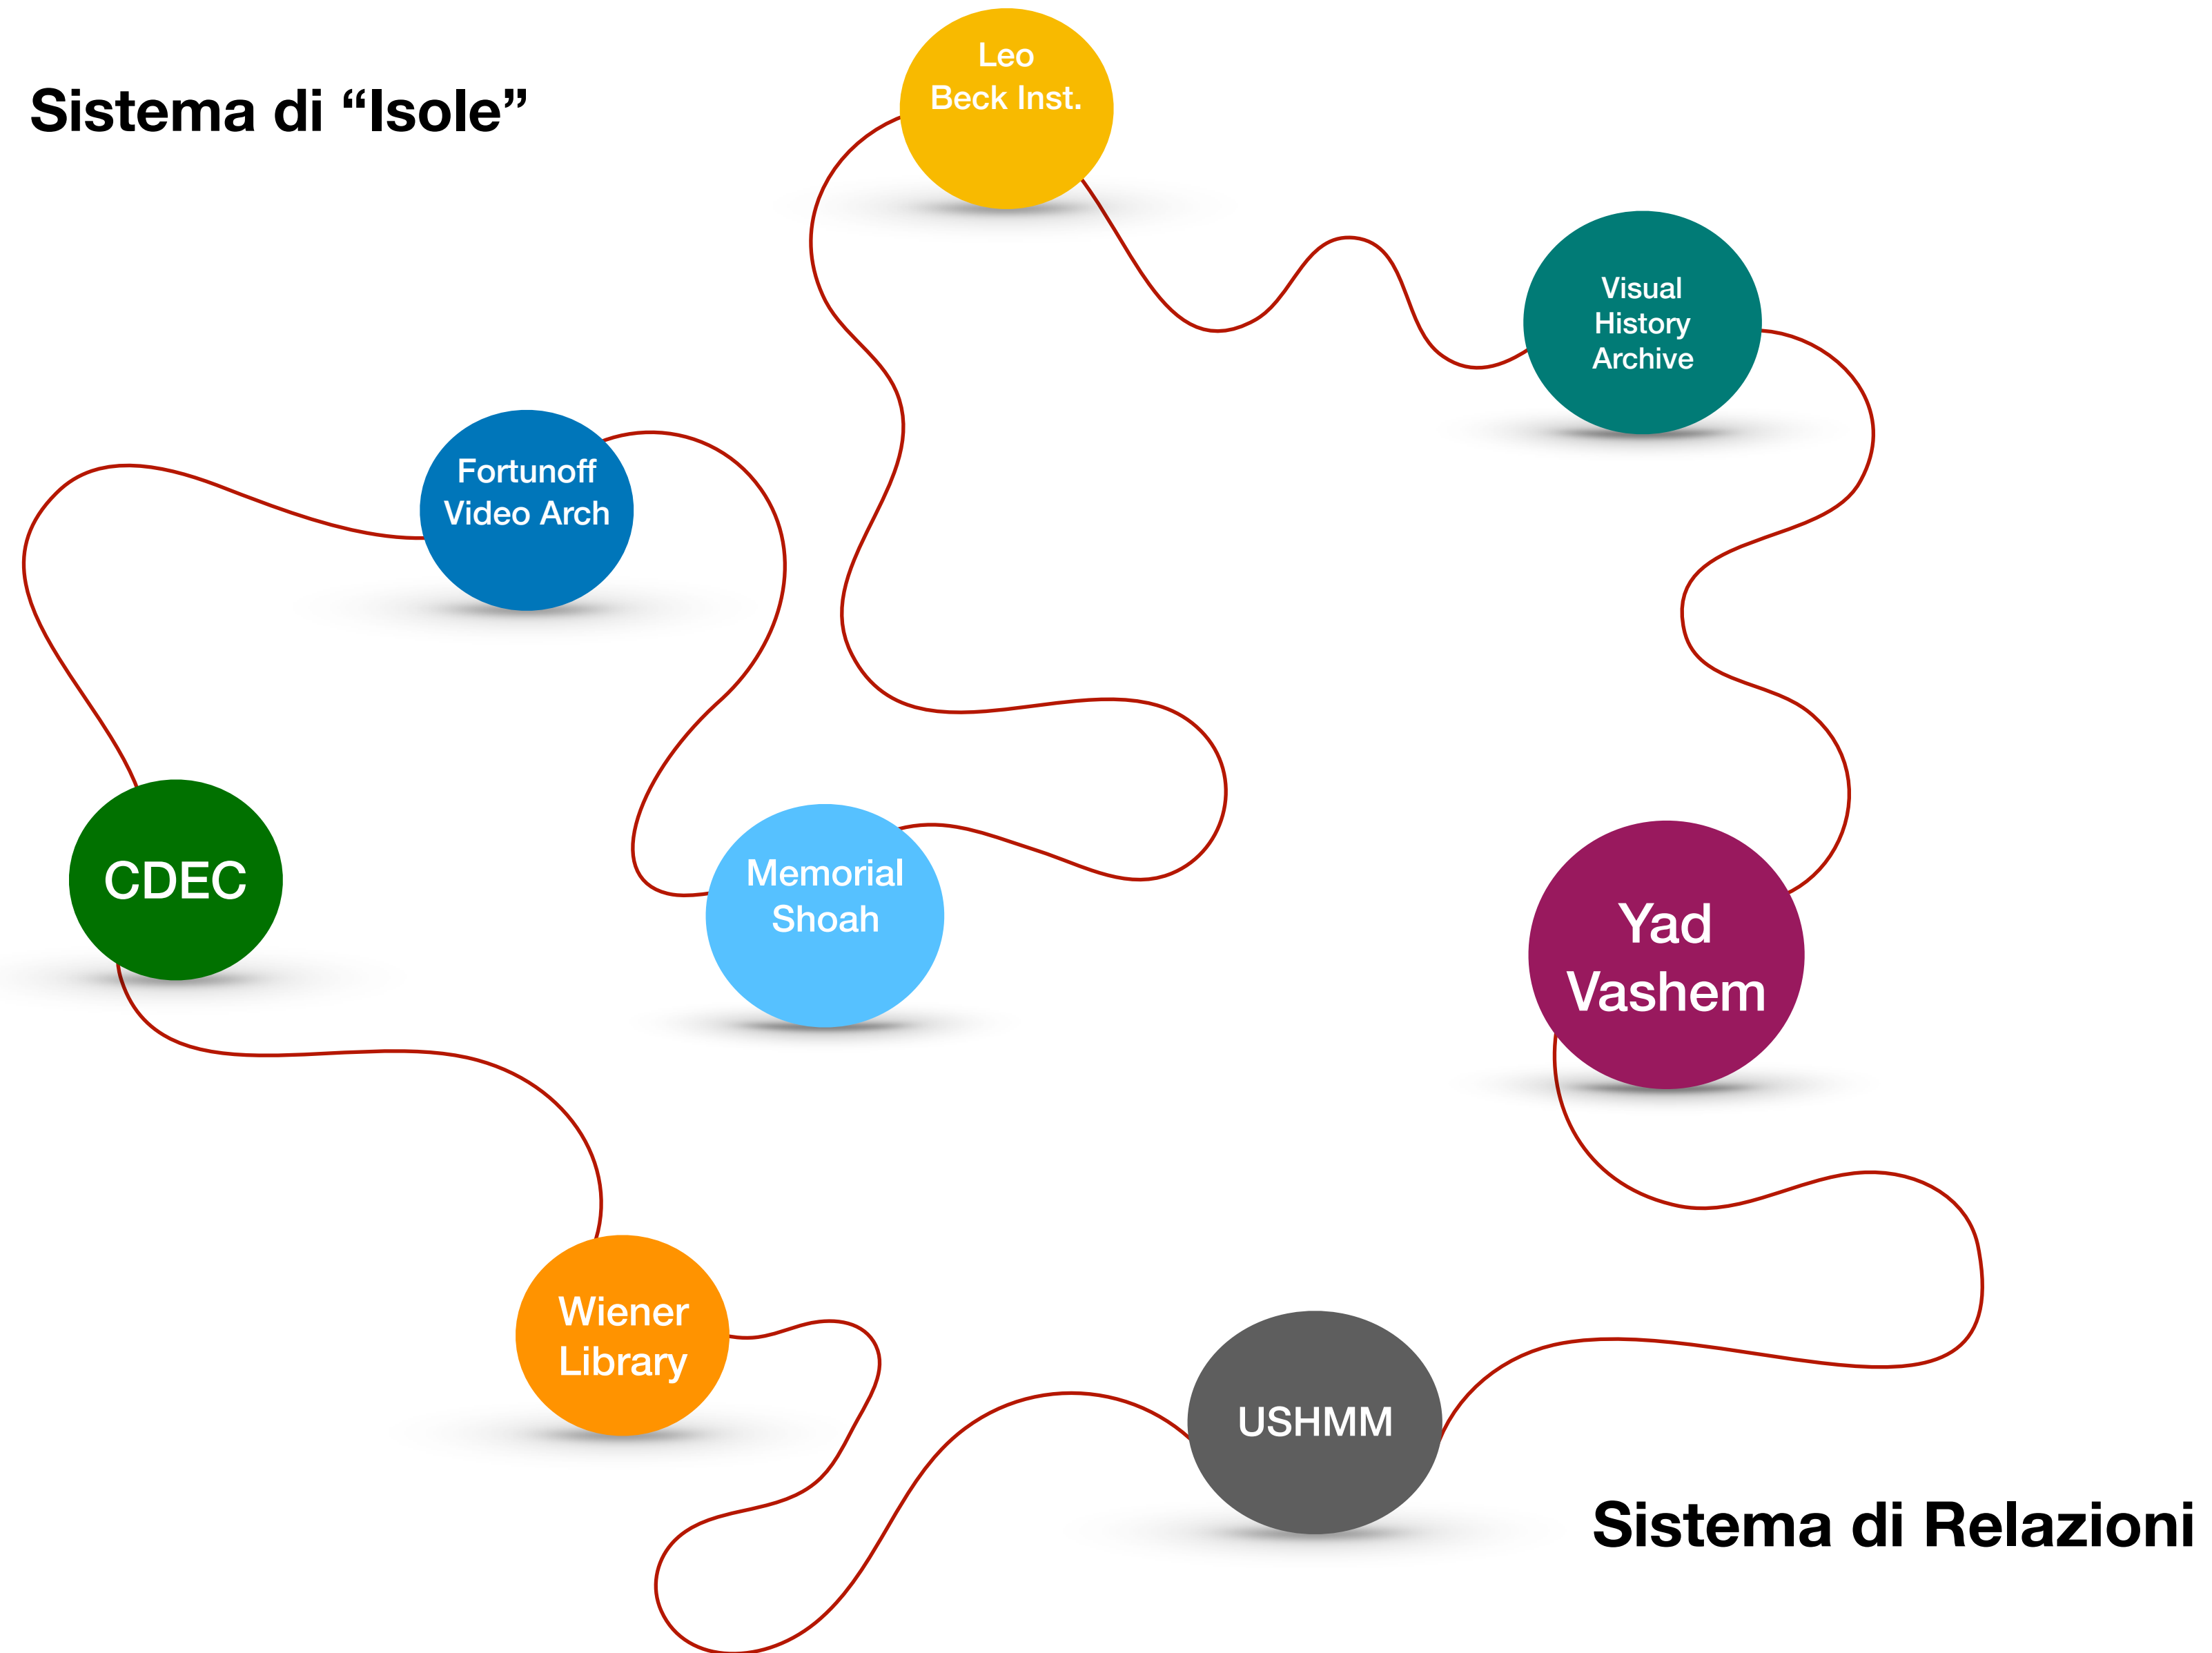 Sistema di “Isole”
Leo
Beck Inst.
Visual
History
Archive
Fortunoff
Video Arch
CDEC
Memorial
Shoah
Yad
Vashem
Wiener
Library
USHMM
Sistema di Relazioni